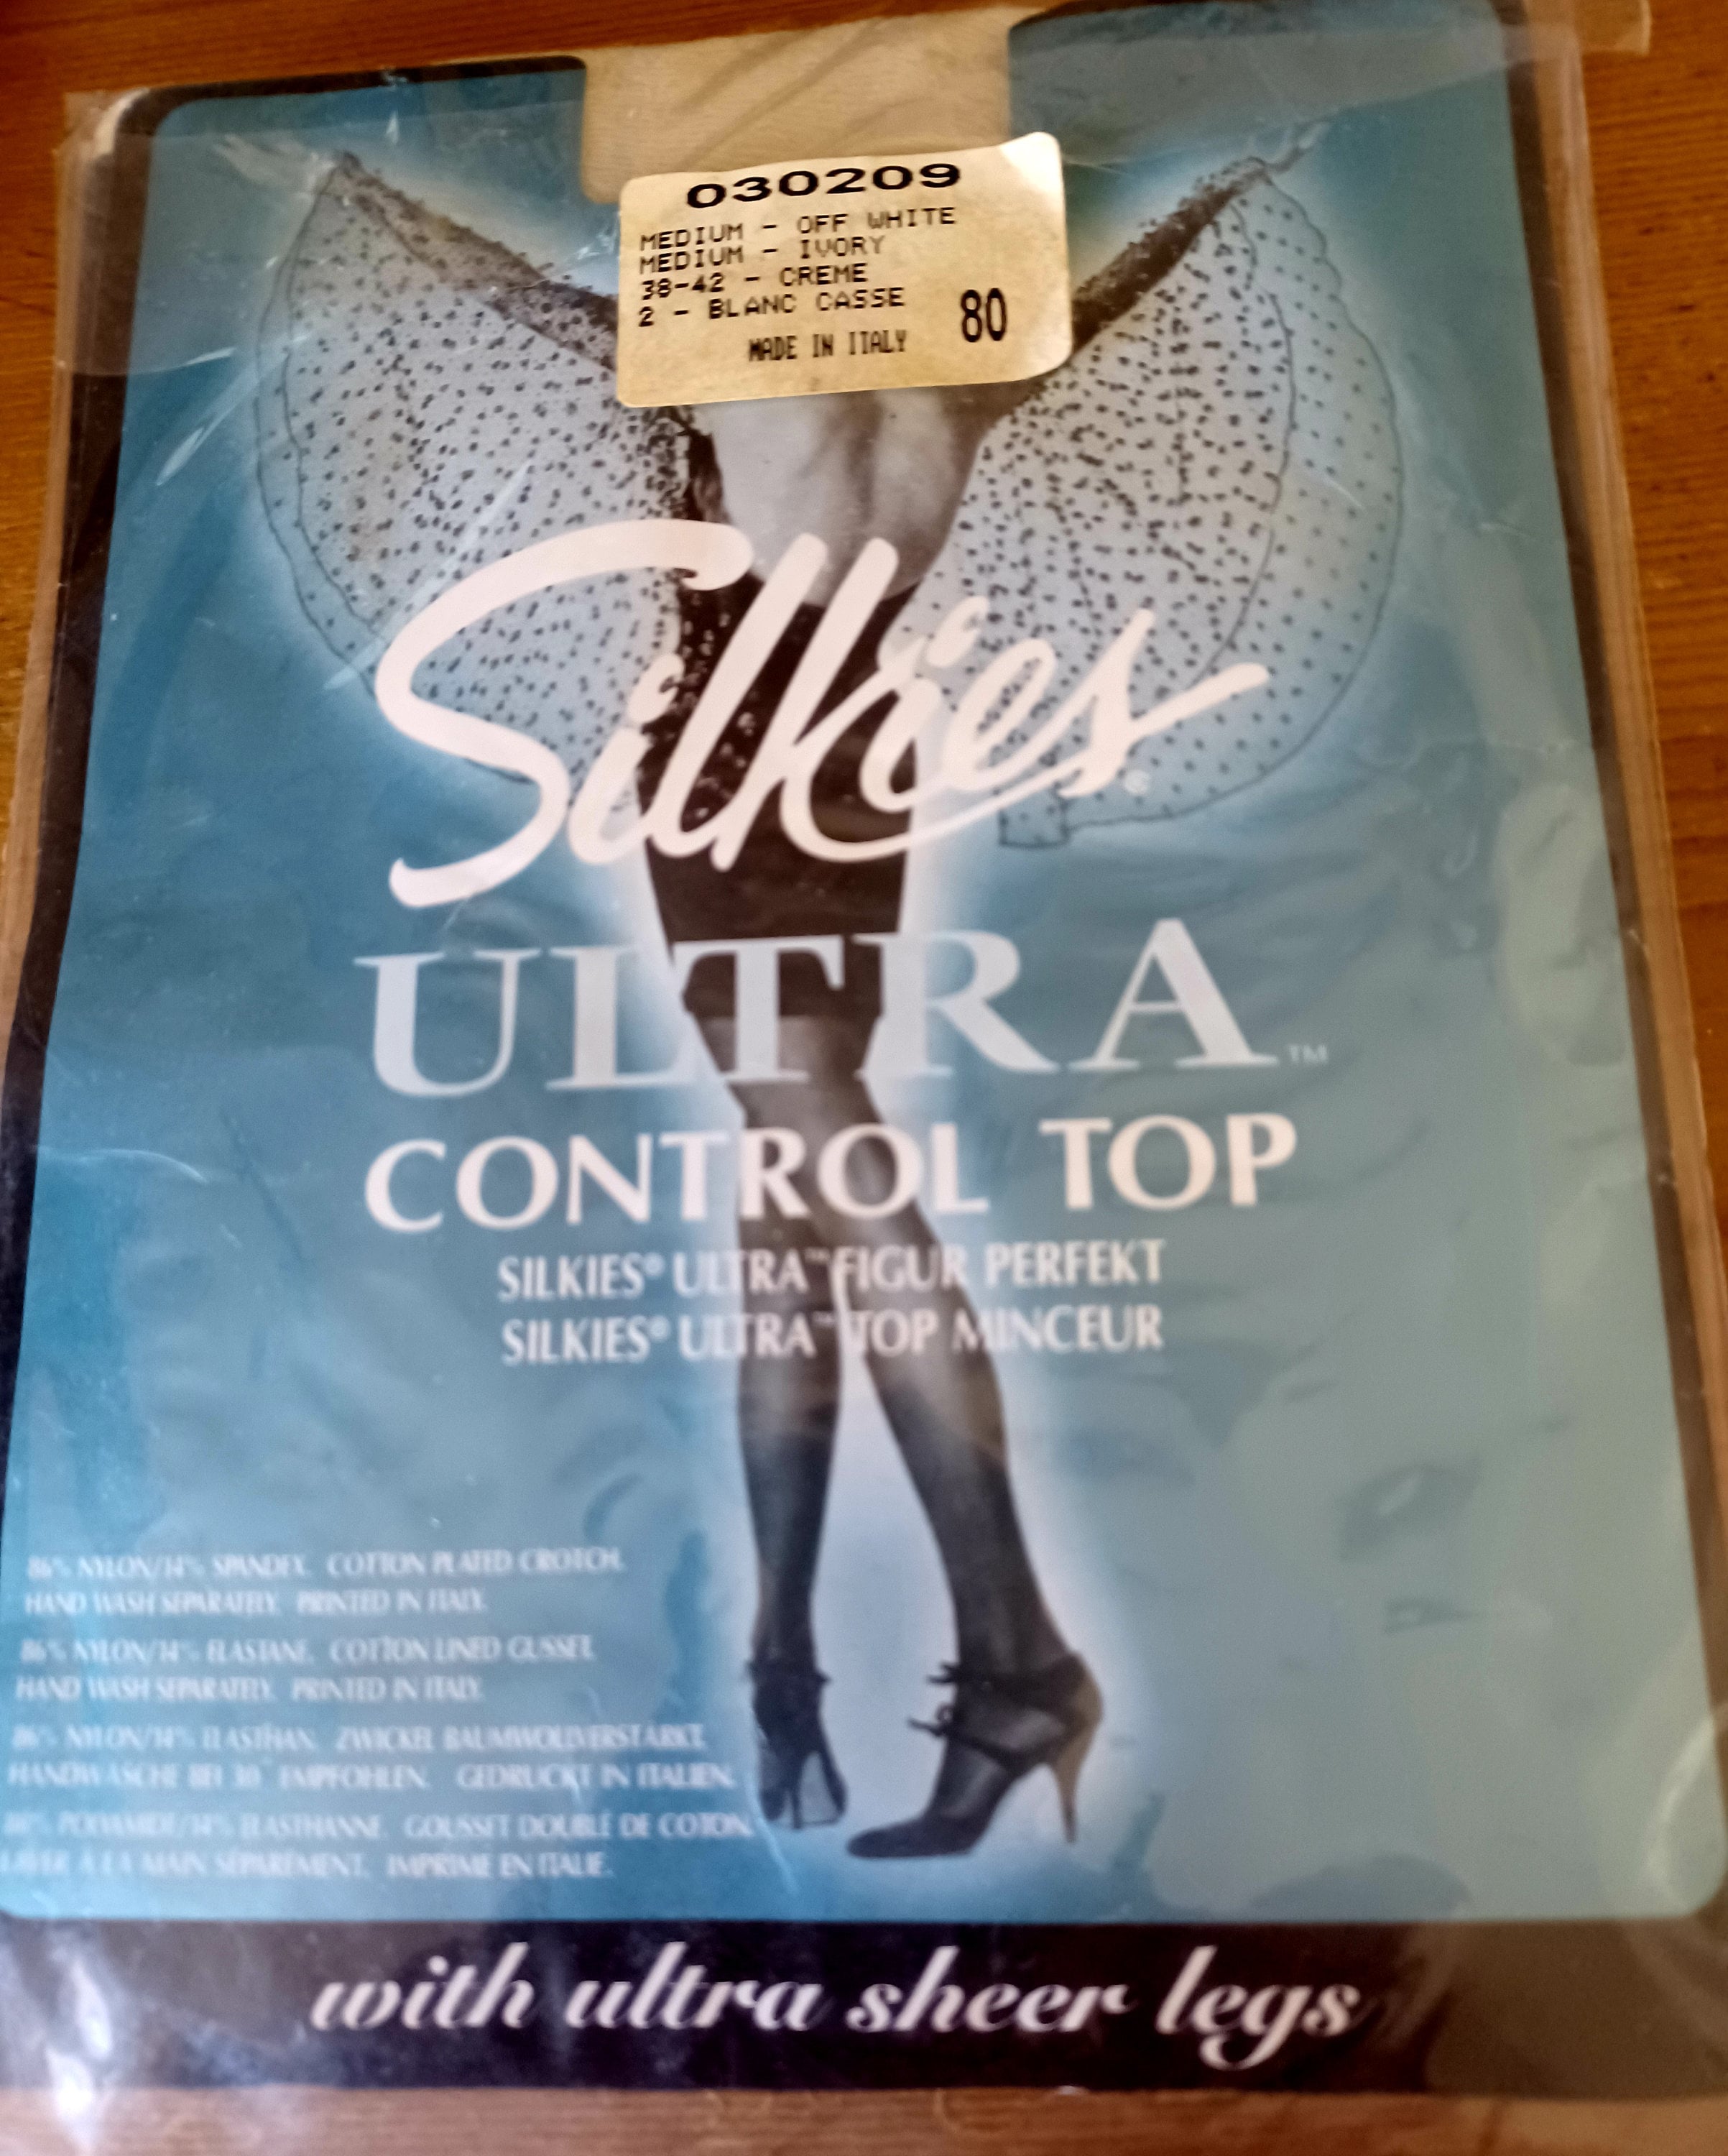 030209
MEDIUM - OFF WHITE
MEDIUM - IVORY
38-42 - CREME
2 - BLANC CASSE
80
MADE IN ITALY
Silkies®
ULTRA™
CONTROL TOP
SILKIES® ULTRA™ FIGUR PERFEKT
SILKIES® ULTRA™ TOP MINCEUR
86% NYLON/14% SPANDEX. COTTON PLATED CROTCH.
HAND WASH SEPARATELY. PRINTED IN ITALY.
86% NYLON/14% ELASTANE. COTTON LINED GUSSET.
HAND WASH SEPARATELY. PRINTED IN ITALY.
86% NYLON/14% ELASTHAN. ZWICKEL BAUMWOLLVERSTÄRKT.
HANDWÄSCHE BEI 30° EMPFOHLEN. GEDRUCKT IN ITALIEN.
86% POLYAMIDE/14% ELASTHANNE. GOUSSET DOUBLÉ DE COTON.
LAVER À LA MAIN SÉPARÉMENT. IMPRIMÉ EN ITALIE.
with ultra sheer legs